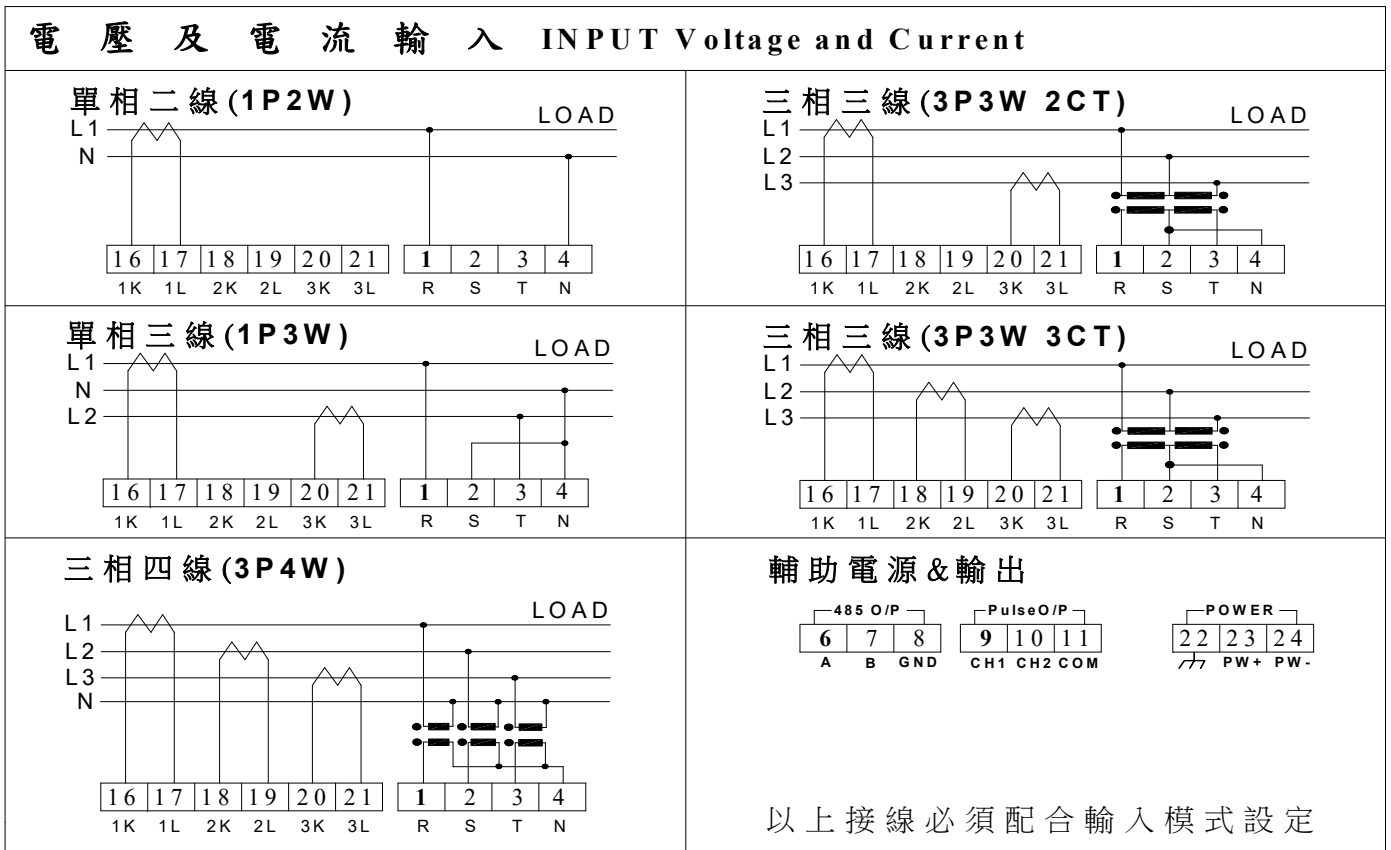 電壓及電流輸入 INPUT Voltage and Current
單相二線(1P2W)
LOAD
L1
N
16 17 18 19 20 21 1 2 3 4
1K 1L 2K 2L 3K 3L R S T N
三相三線(3P3W 2CT)
LOAD
L1
L2
L3
16 17 18 19 20 21 1 2 3 4
1K 1L 2K 2L 3K 3L R S T N
單相三線(1P3W)
LOAD
L1
N
L2
16 17 18 19 20 21 1 2 3 4
1K 1L 2K 2L 3K 3L R S T N
三相三線(3P3W 3CT)
LOAD
L1
L2
L3
16 17 18 19 20 21 1 2 3 4
1K 1L 2K 2L 3K 3L R S T N
三相四線(3P4W)
LOAD
L1
L2
L3
N
16 17 18 19 20 21 1 2 3 4
1K 1L 2K 2L 3K 3L R S T N
輔助電源&輸出
485 O/P PulseO/P POWER
6 7 8 9 10 11 22 23 24
A B GND CH1 CH2 COM PW+ PW-
以上接線必須配合輸入模式設定